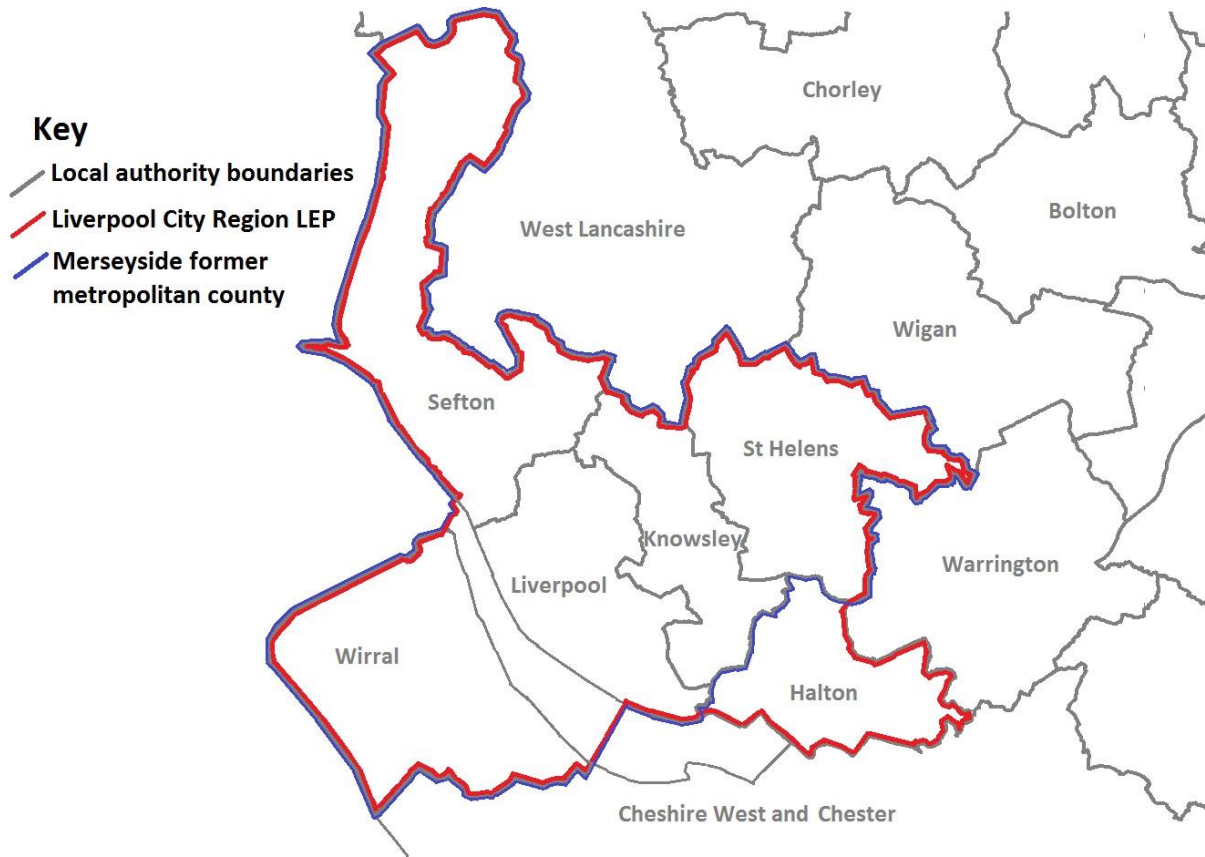 Key
Local authority boundaries
Liverpool City Region LEP
Merseyside former
metropolitan county
Chorley
Bolton
West Lancashire
Wigan
Sefton
St Helens
Knowsley
Warrington
Liverpool
Wirral
Halton
Cheshire West and Chester